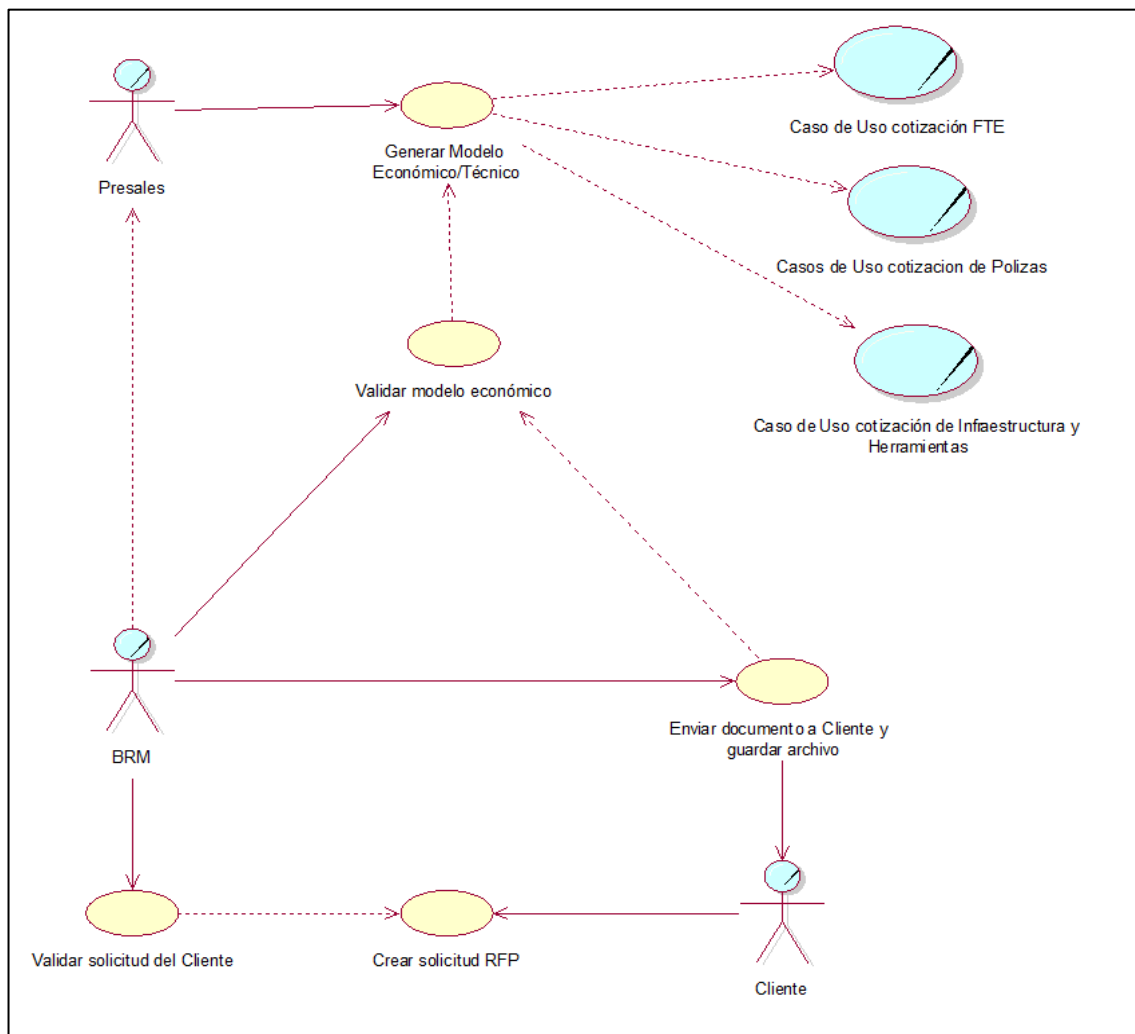 Presales
Generar Modelo
Económico/Técnico
Caso de Uso cotización FTE
Casos de Uso cotizacion de Polizas
Caso de Uso cotización de Infraestructura y
Herramientas
Validar modelo económico
BRM
Enviar documento a Cliente y
guardar archivo
Validar solicitud del Cliente
Crear solicitud RFP
Cliente